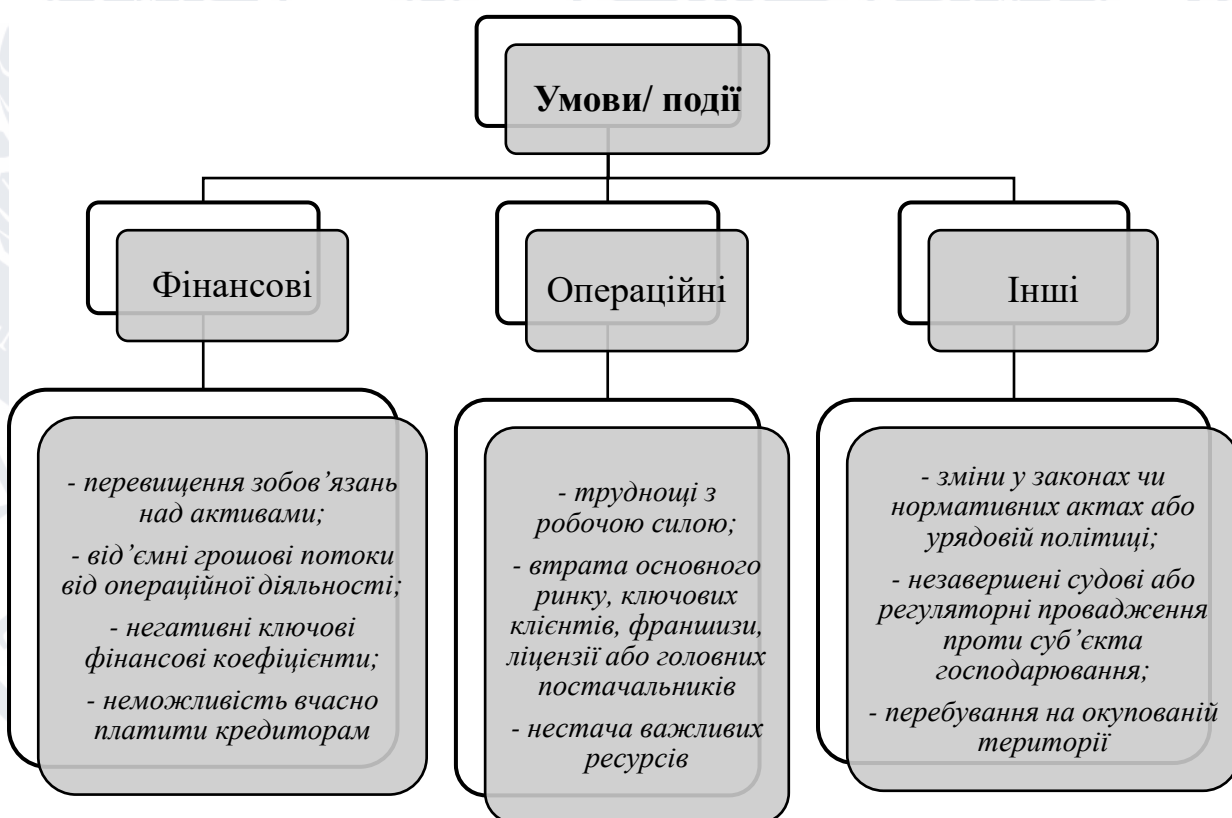 Умови/ події
Фінансові
Операційні
Інші
- перевищення зобов’язань
над активами;
- від’ємні грошові потоки
від операційної діяльності;
- негативні ключові
фінансові коефіцієнти;
- неможливість вчасно
платити кредиторам
- труднощі з
робочою силою;
- втрата основного
ринку, ключових
клієнтів, франшизи,
ліцензії або головних
постачальників
- нестача важливих
ресурсів
- зміни у законах чи
нормативних актах або
урядовій політиці;
- незавершені судові або
регуляторні провадження
проти суб’єкта
господарювання;
- перебування на окупованій
території